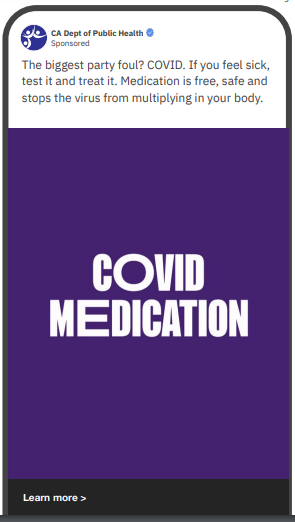 CA Dept of Public Health
Sponsored
The biggest party foul? COVID. If you feel sick,
test it and treat it. Medication is free, safe and
stops the virus from multiplying in your body.
COVID
MEDICATION
Learn more >